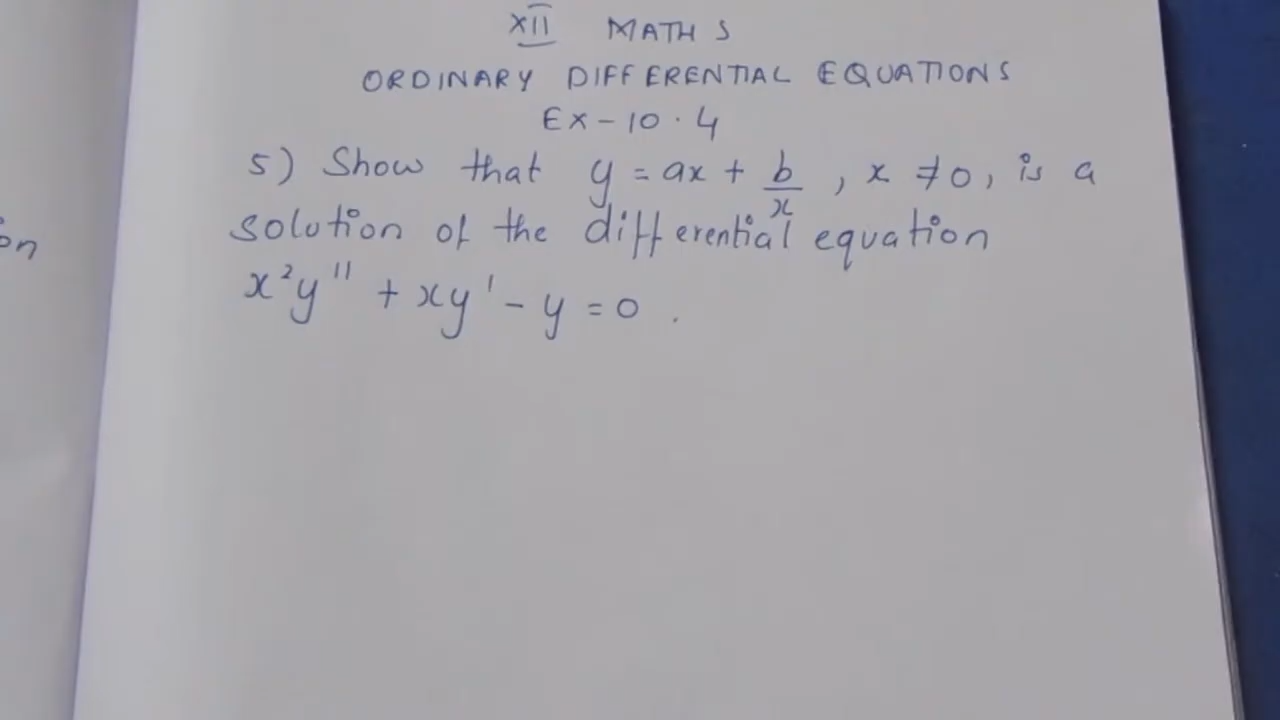 XII MATHS
ORDINARY DIFFERENTIAL EQUATIONS
EX-10.4
5) Show that y = ax + b/x, x ≠ 0, is a
solution of the differential equation
x²y'' + xy' - y = 0.
on